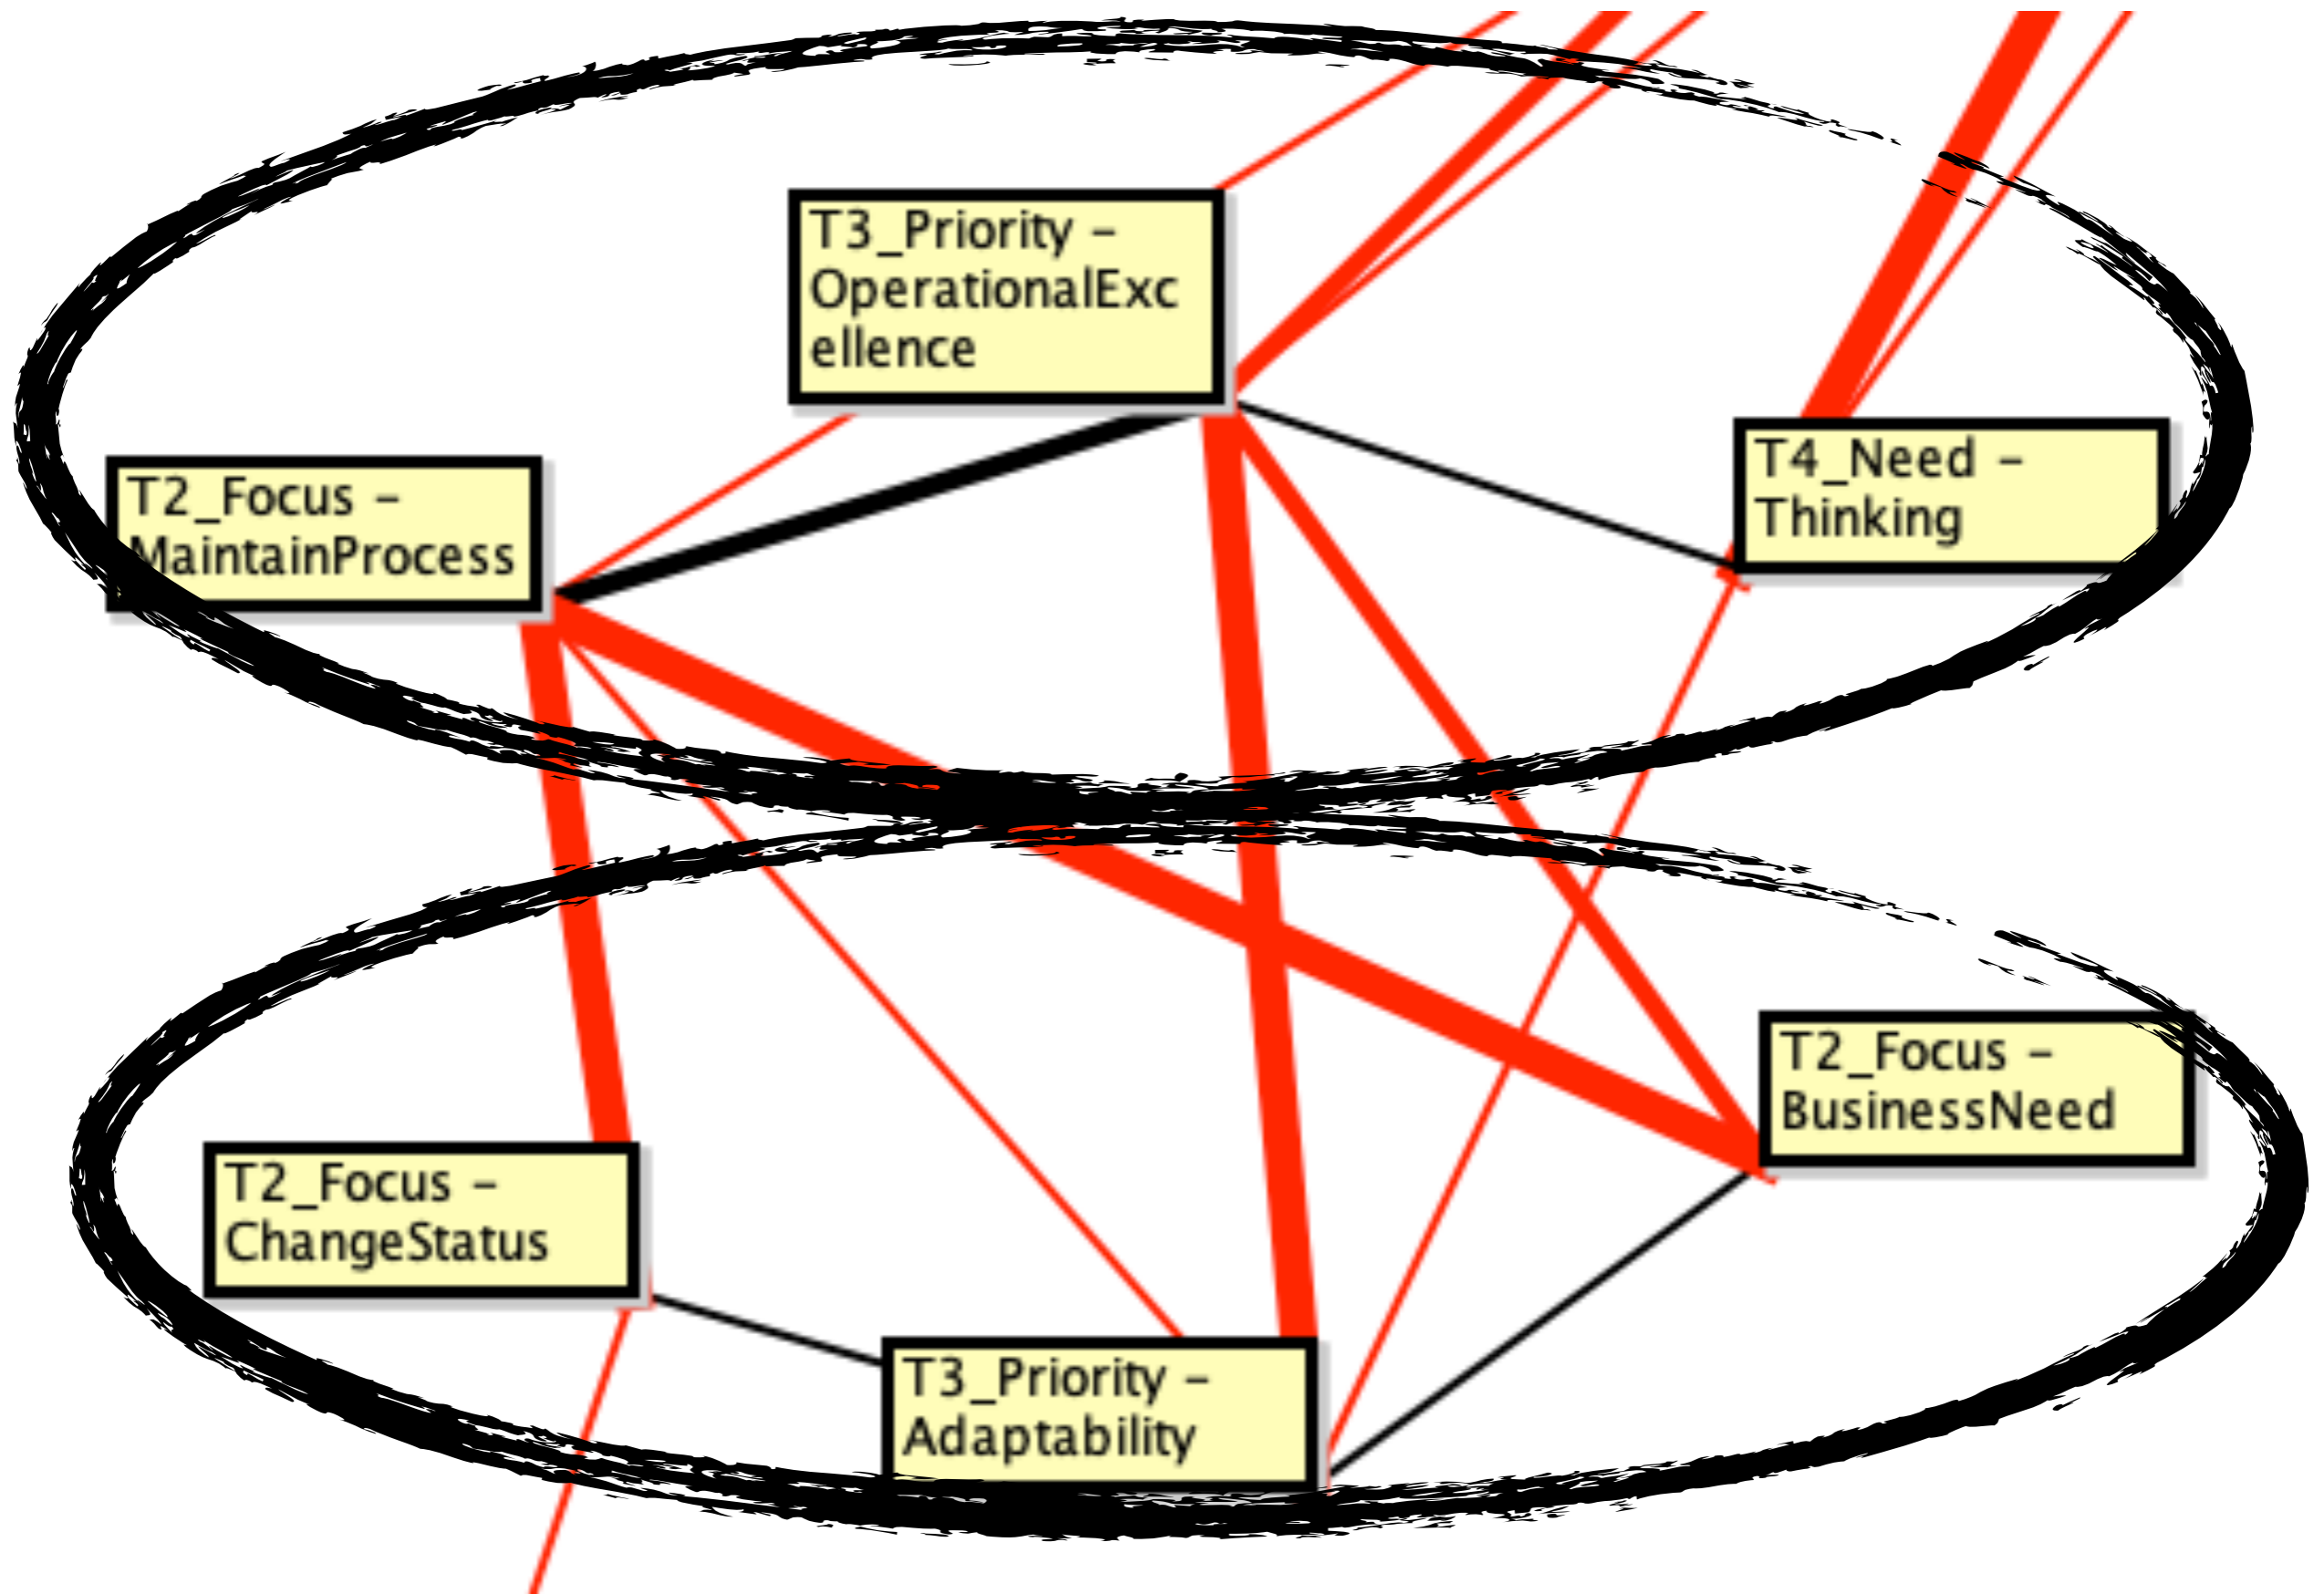 T3_Priority –
OperationalExc
ellence
T4_Need –
Thinking
T2_Focus –
MaintainProcess
T2_Focus –
BusinessNeed
T2_Focus –
ChangeStatus
T3_Priority –
Adaptability